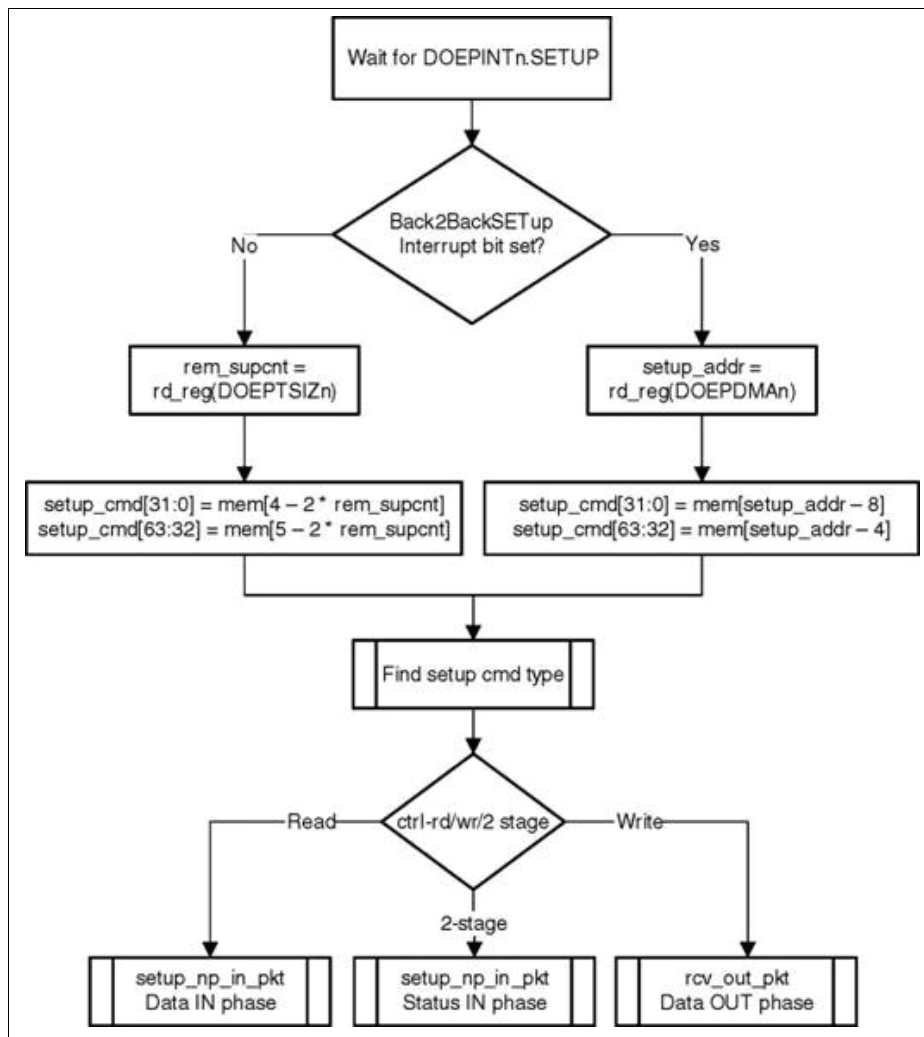 Wait for DOEPINTn.SETUP
Back2BackSETup
Interrupt bit set?
No
Yes
rem_supcnt =
rd_reg(DOEPTSIZn)
setup_addr =
rd_reg(DOEPDMAn)
setup_cmd[31:0] = mem[4 – 2 * rem_supcnt]
setup_cmd[63:32] = mem[5 – 2 * rem_supcnt]
setup_cmd[31:0] = mem[setup_addr – 8]
setup_cmd[63:32] = mem[setup_addr – 4]
Find setup cmd type
Read
ctrl-rd/wr/2 stage
Write
2-stage
setup_np_in_pkt
Data IN phase
setup_np_in_pkt
Status IN phase
rcv_out_pkt
Data OUT phase